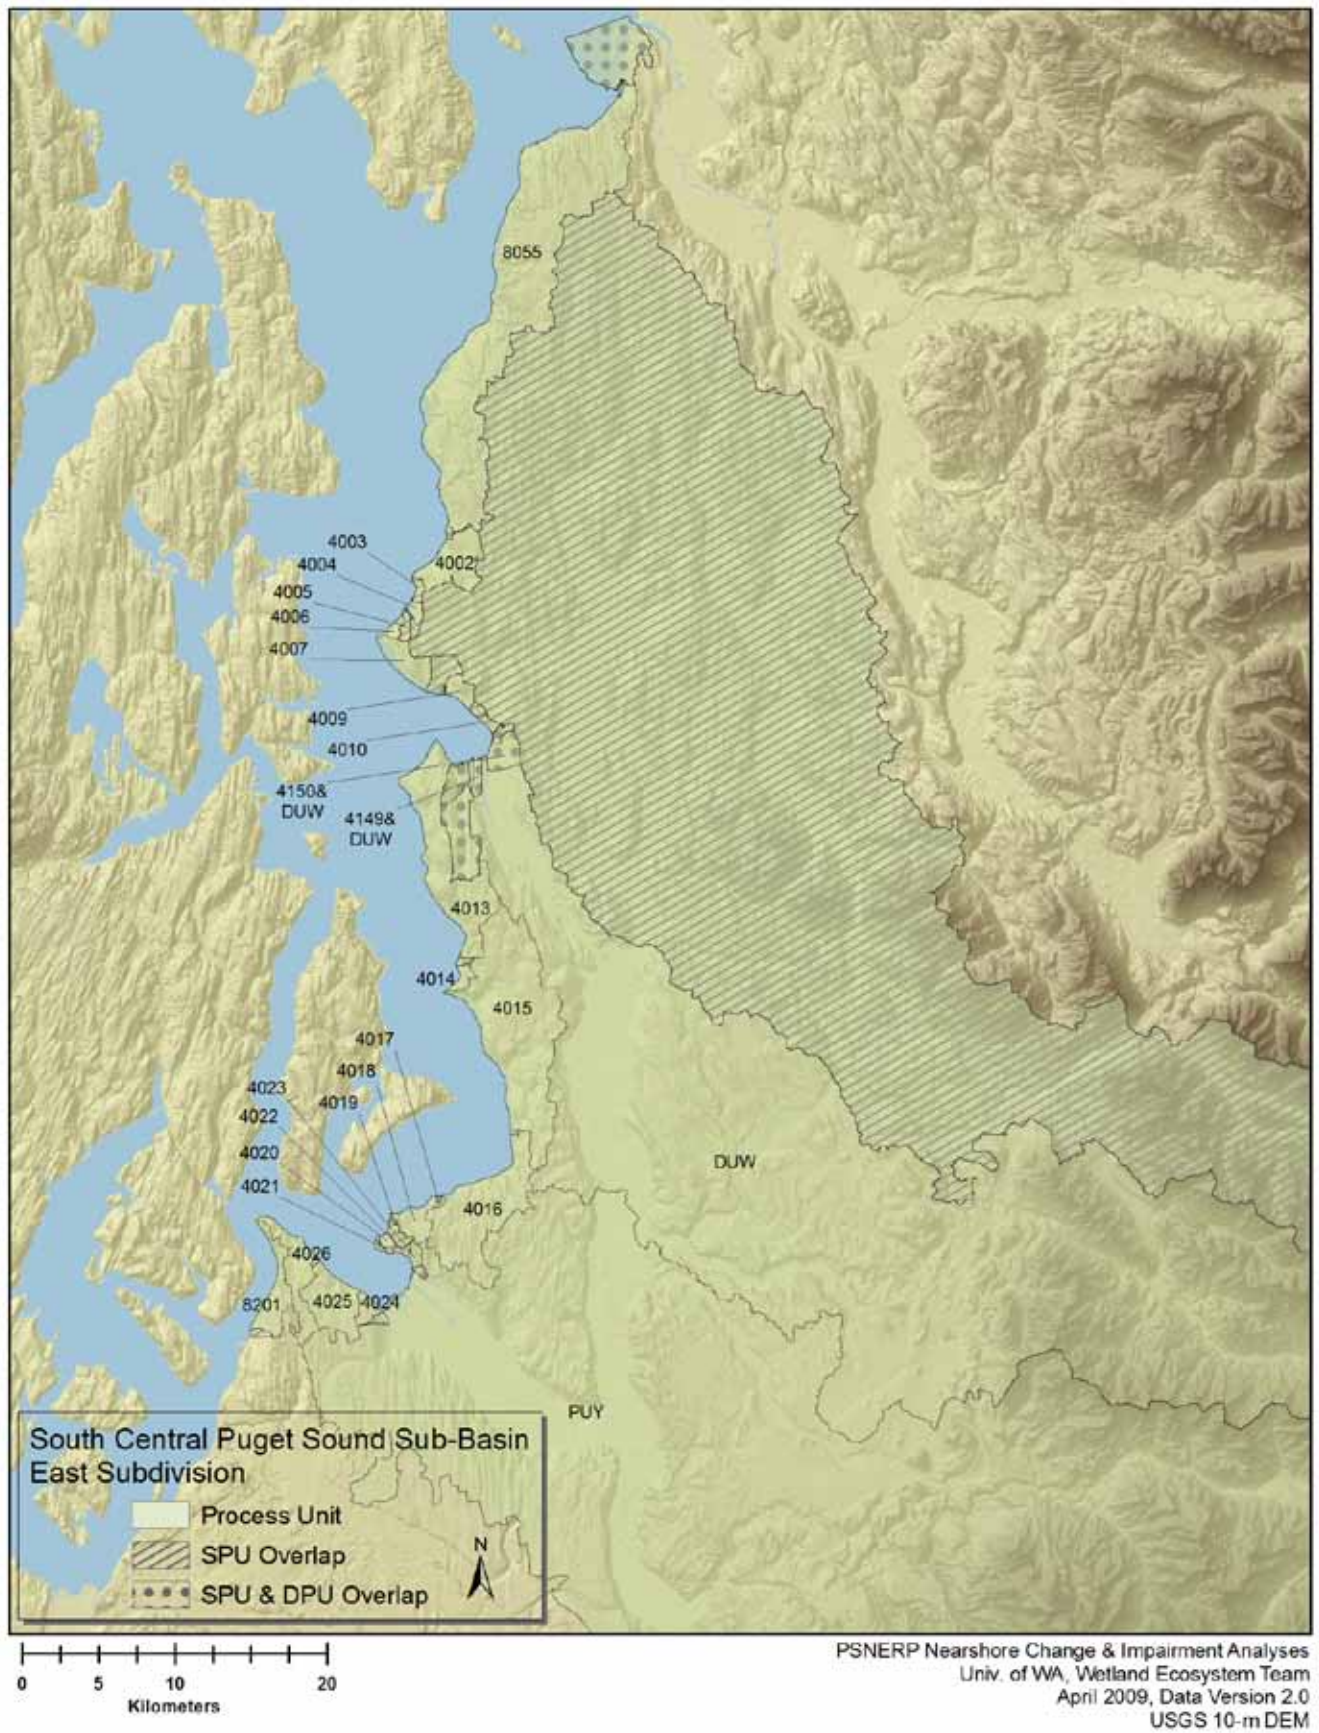 8055
4003
4004
4002
4005
4006
4007
4009
4010
4150&
DUW
4149&
DUW
4013
4014
4015
4017
4018
4023
4019
4022
4020
4021
DUW
4016
4026
8201
4025
4024
PUY
South Central Puget Sound Sub-Basin
East Subdivision
Process Unit
SPU Overlap
SPU & DPU Overlap
N
0 5 10 20
Kilometers
PSNERP Nearshore Change & Impairment Analyses
Univ. of WA, Wetland Ecosystem Team
April 2009, Data Version 2.0
USGS 10-m DEM